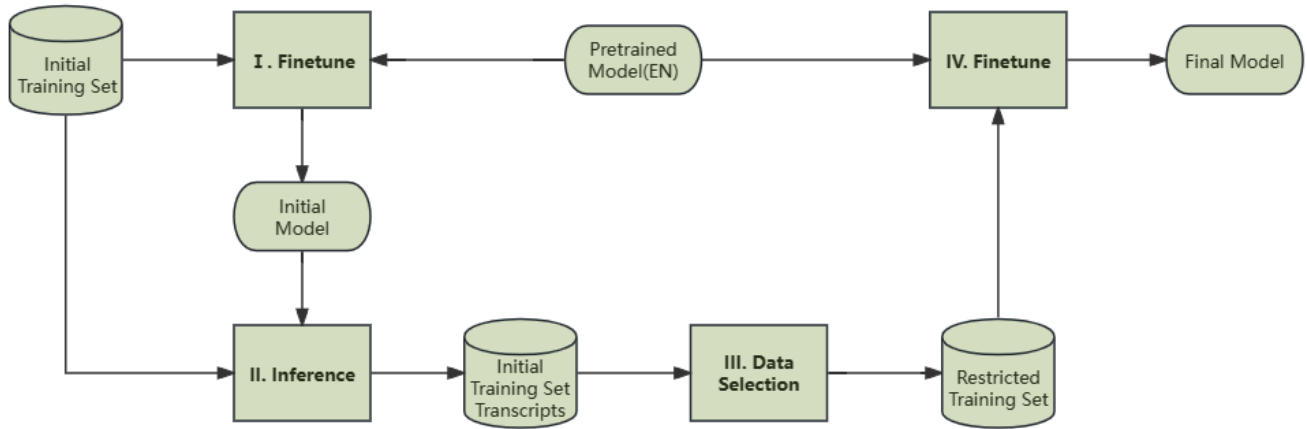 Initial
Training Set
I. Finetune
Pretrained
Model(EN)
IV. Finetune
Final Model
Initial
Model
II. Inference
Initial
Training Set
Transcripts
III. Data
Selection
Restricted
Training Set